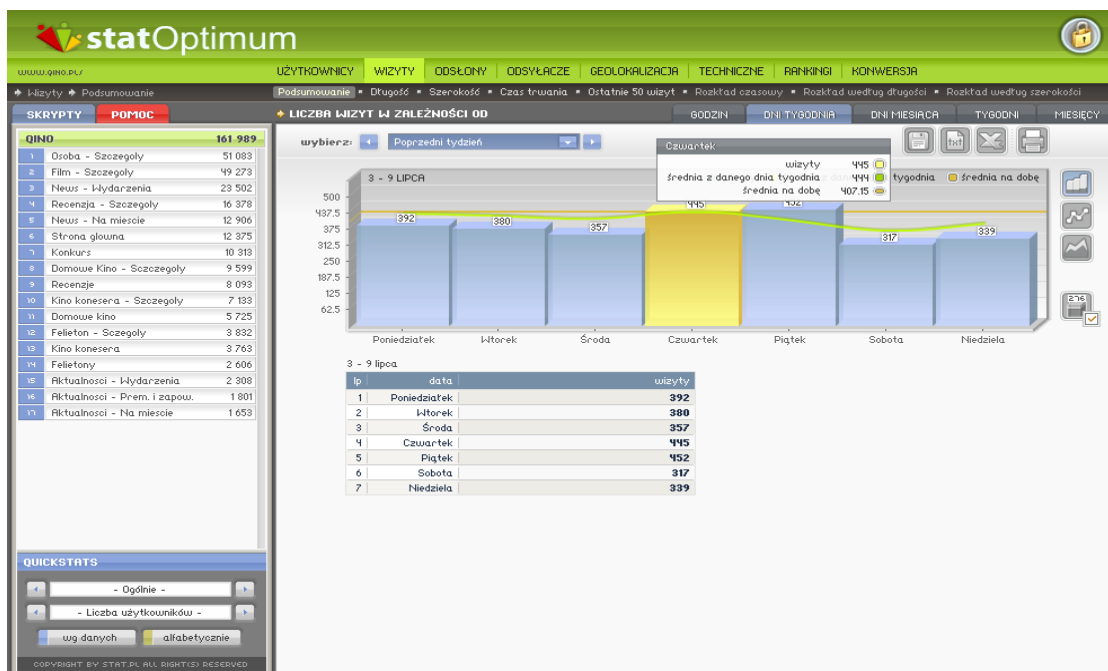 statOptimum
WWW.QINO.PL/
UŻYTKOWNICY WIZYTY ODSŁONY ODSYŁACZE GEOLOKALIZACJA TECHNICZNE RANKINGI KONWERSJA
Wizyty Podsumowanie
Podsumowanie Długość Szerokość Czas trwania Ostatnie 50 wizyt Rozkład czasowy Rozkład według długości Rozkład według szerokości
SKRYPTY POMOC
LICZBA WIZYT W ZALEŻNOŚCI OD
GODZIN DNI TYGODNIA DNI MIESIĄCA TYGODNI MIESIĘCY
QINO 161 989
1 Osoba - Szczegoly 51 083
2 Film - Szczegoly 49 273
3 News - Wydarzenia 23 502
4 Recenzja - Szczegoly 16 378
5 News - Na miescie 12 906
6 Strona glowna 12 375
7 Konkurs 10 313
8 Domowe Kino - Sczczegoly 9 599
9 Recenzje 8 093
10 Kino konesera - Szczegoly 7 133
11 Domowe kino 5 725
12 Felieton - Sczegoly 3 832
13 Kino konesera 3 763
14 Felietony 2 606
15 Aktualnosci - Wydarzenia 2 308
16 Aktualnosci - Prem. i zapow. 1 801
17 Aktualnosci - Na miescie 1 653
wybierz: Poprzedni tydzień
txt
Czwartek
wizyty 445
średnia z danego dnia tygodnia 444
średnia na dobę 407.15
tygodnia średnia na dobę
3 - 9 LIPCA
500
437.5
375
312.5
250
187.5
125
62.5
392 380 357 445 452 317 339
Poniedziałek Wtorek Środa Czwartek Piątek Sobota Niedziela
276
3 - 9 lipca
lp data wizyty
1 Poniedziałek 392
2 Wtorek 380
3 Środa 357
4 Czwartek 445
5 Piątek 452
6 Sobota 317
7 Niedziela 339
QUICKSTATS
- Ogólnie -
- Liczba użytkowników -
wg danych alfabetycznie
COPYRIGHT BY STAT.PL ALL RIGHT(S) RESERVED